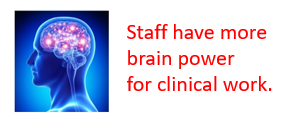 Staff have more
brain power
for clinical work.